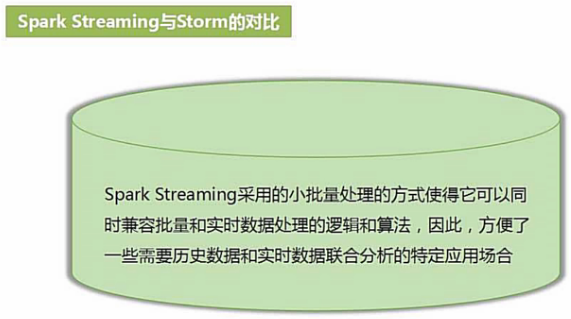 Spark Streaming与Storm的对比
Spark Streaming采用的小批量处理的方式使得它可以同
时兼容批量和实时数据处理的逻辑和算法，因此，方便了
一些需要历史数据和实时数据联合分析的特定应用场合